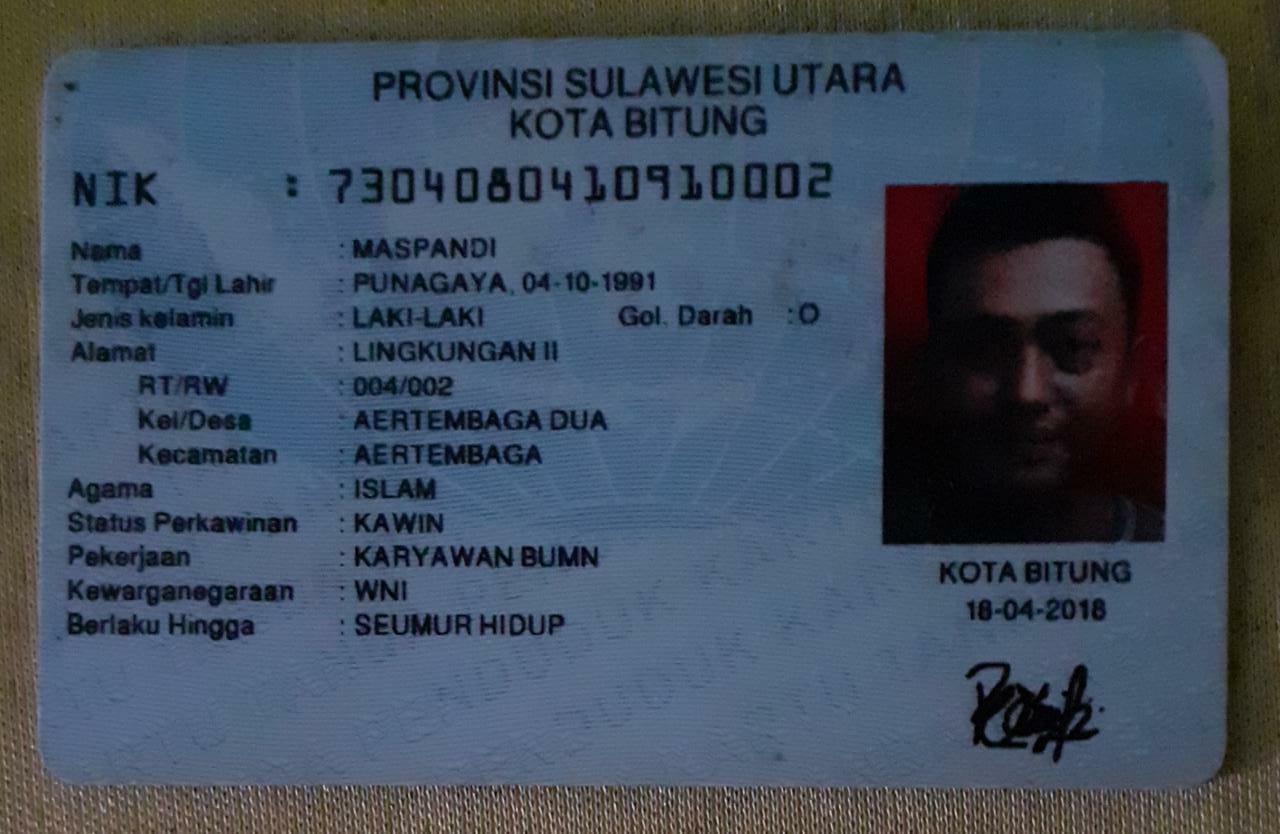 PROVINSI SULAWESI UTARA
KOTA BITUNG
NIK : 7304080410910002
Nama : MASPANDI
Tempat/Tgl Lahir : PUNAGAYA, 04-10-1991
Jenis kelamin : LAKI-LAKI Gol. Darah : O
Alamat : LINGKUNGAN II
RT/RW : 004/002
Kel/Desa : AERTEMBAGA DUA
Kecamatan : AERTEMBAGA
Agama : ISLAM
Status Perkawinan : KAWIN
Pekerjaan : KARYAWAN BUMN
Kewarganegaraan : WNI
Berlaku Hingga : SEUMUR HIDUP
KOTA BITUNG
18-04-2018